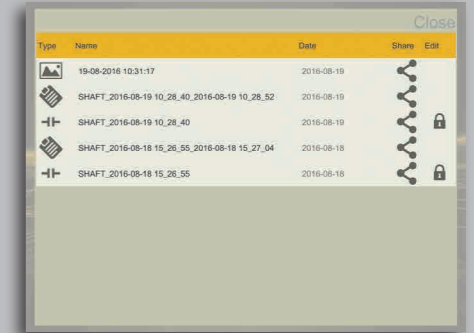 Close
Type Name Date Share Edit
19-08-2016 10:31:17 2016-08-19
SHAFT_2016-08-19 10_28_40_2016-08-19 10_28_52 2016-08-19
SHAFT_2016-08-19 10_28_40 2016-08-19
SHAFT_2016-08-18 15_26_55_2016-08-18 15_27_04 2016-08-18
SHAFT_2016-08-18 15_26_55 2016-08-18